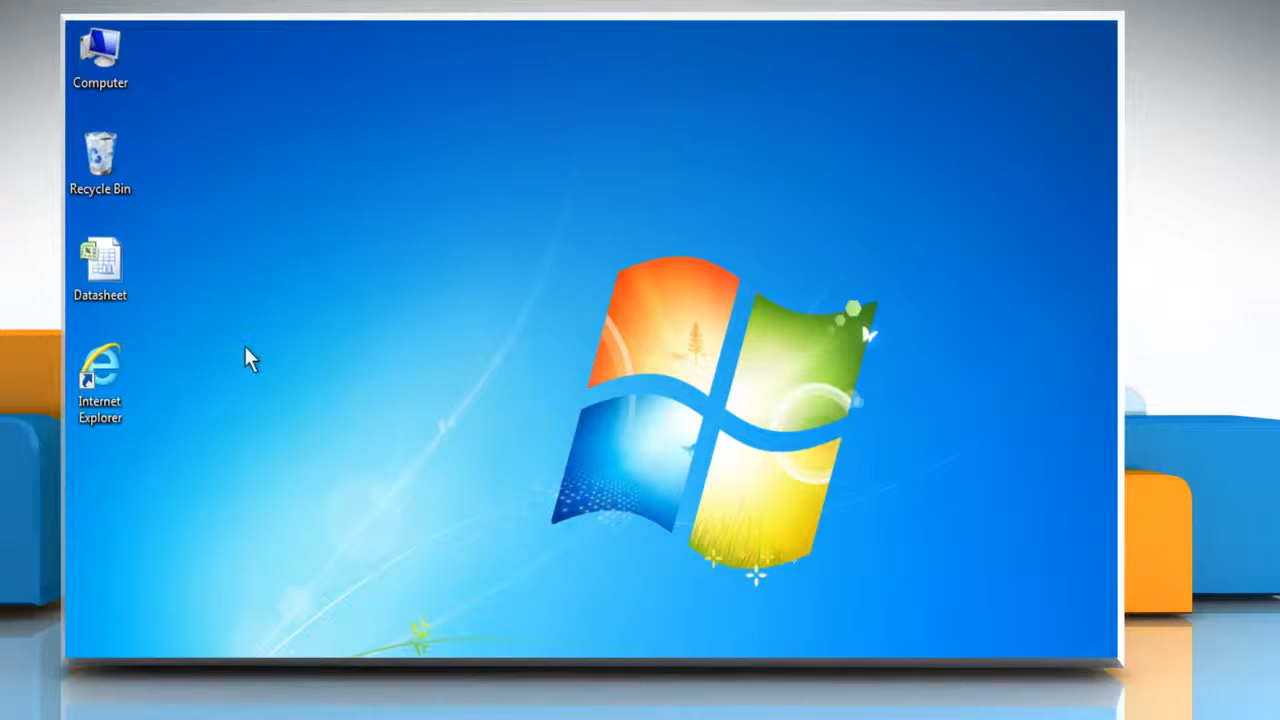 Computer
Recycle Bin
Datasheet
Internet
Explorer